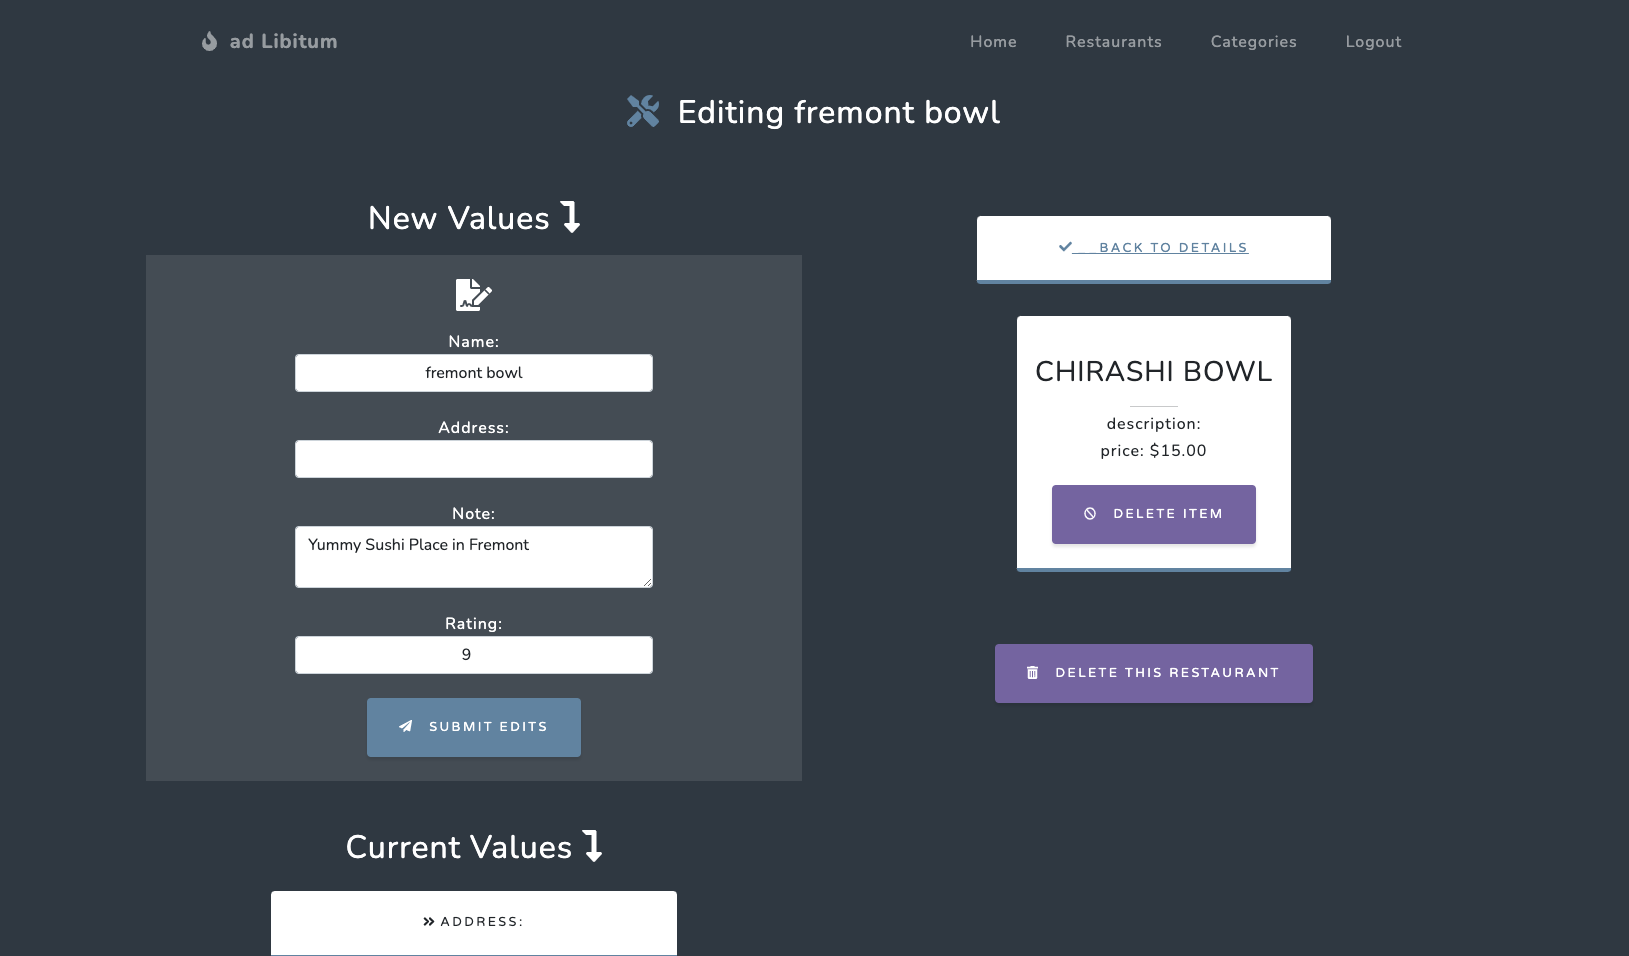 ad Libitum
Home Restaurants Categories Logout
Editing fremont bowl
New Values
Name:
fremont bowl
Address:
Note:
Yummy Sushi Place in Fremont
Rating:
9
SUBMIT EDITS
Current Values
ADDRESS:
BACK TO DETAILS
CHIRASHI BOWL
description:
price: $15.00
DELETE ITEM
DELETE THIS RESTAURANT